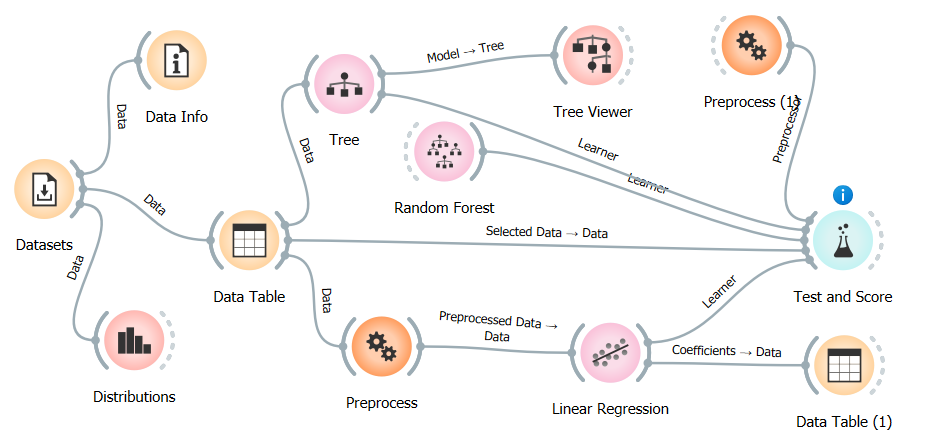 Data Info
Data
Datasets
Data
Data
Distributions
Data Table
Data
Tree
Model → Tree
Tree Viewer
Learner
Random Forest
Learner
Preprocess (1)
Preprocess
Selected Data → Data
Test and Score
Data
Preprocess
Preprocessed Data →
Data
Linear Regression
Learner
Coefficients → Data
Data Table (1)